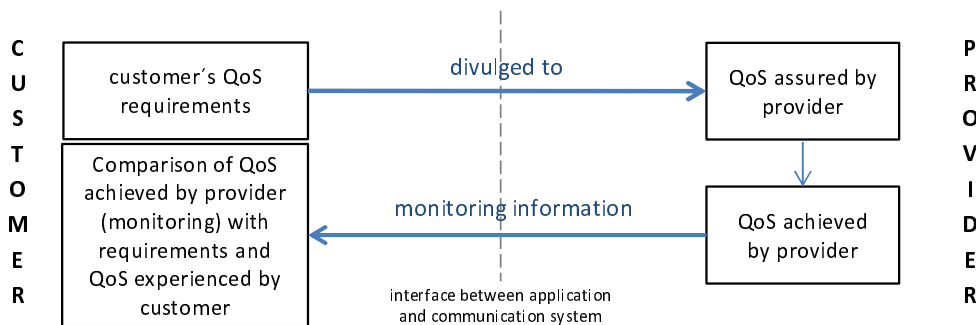 CUSTOMER
customer´s QoS
requirements
divulged to
QoS assured by
provider
PROVIDER
Comparison of QoS
achieved by provider
(monitoring) with
requirements and
QoS experienced by
customer
monitoring information
QoS achieved
by provider
interface between application
and communication system